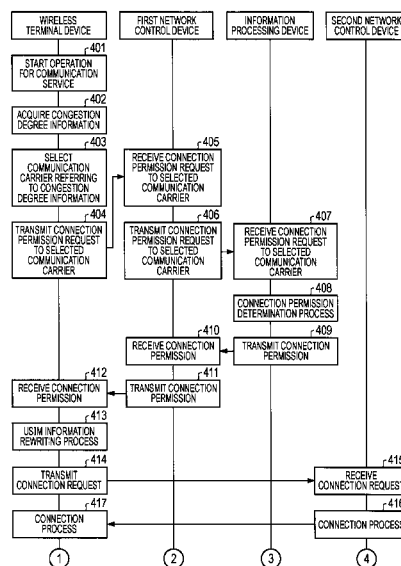 WIRELESS
TERMINAL DEVICE
FIRST NETWORK
CONTROL DEVICE
INFORMATION
PROCESSING DEVICE
SECOND NETWORK
CONTROL DEVICE
401
START OPERATION
FOR COMMUNICATION
SERVICE
402
ACQUIRE CONGESTION
DEGREE INFORMATION
403
SELECT
COMMUNICATION
CARRIER REFERRING TO
CONGESTION
DEGREE INFORMATION
404
TRANSMIT CONNECTION
PERMISSION REQUEST
TO SELECTED
COMMUNICATION
CARRIER
405
RECEIVE CONNECTION
PERMISSION REQUEST
TO SELECTED
COMMUNICATION
CARRIER
406
TRANSMIT CONNECTION
PERMISSION REQUEST
TO SELECTED
COMMUNICATION
CARRIER
407
RECEIVE CONNECTION
PERMISSION REQUEST
TO SELECTED
COMMUNICATION
CARRIER
408
CONNECTION PERMISSION
DETERMINATION PROCESS
409
TRANSMIT CONNECTION
PERMISSION
410
RECEIVE CONNECTION
PERMISSION
411
TRANSMIT CONNECTION
PERMISSION
412
RECEIVE CONNECTION
PERMISSION
413
USIM INFORMATION
REWRITING PROCESS
414
TRANSMIT
CONNECTION REQUEST
415
RECEIVE
CONNECTION REQUEST
416
CONNECTION PROCESS
417
CONNECTION
PROCESS
1
2
3
4